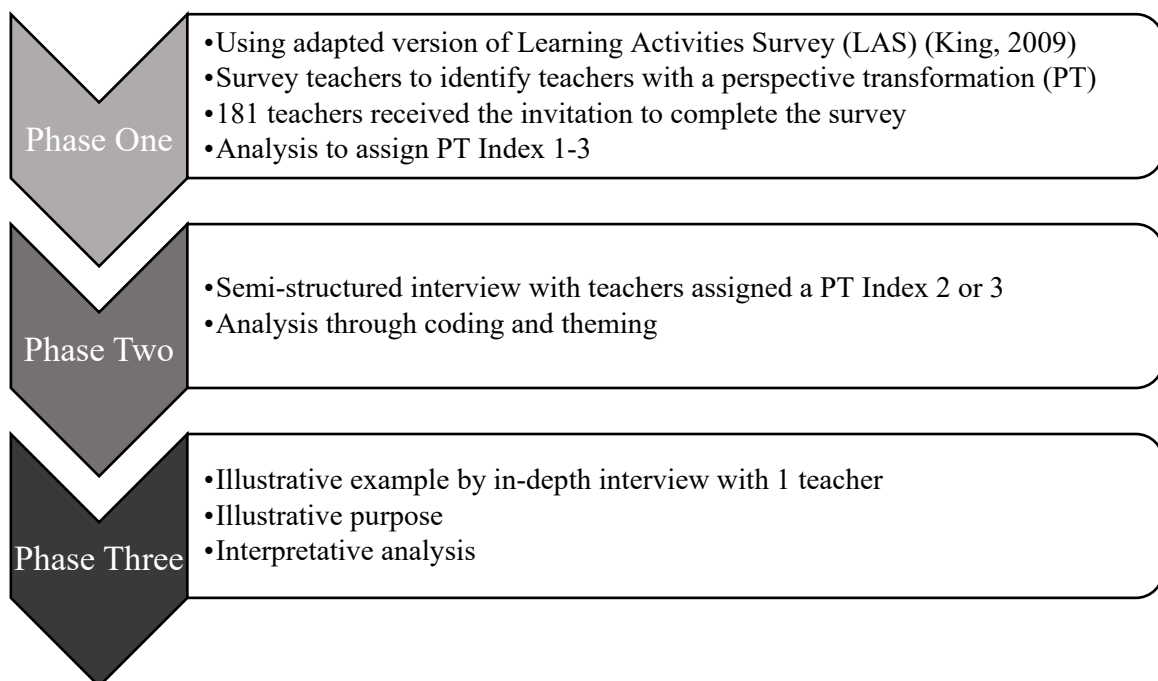 Phase One
•Using adapted version of Learning Activities Survey (LAS) (King, 2009)
•Survey teachers to identify teachers with a perspective transformation (PT)
•181 teachers received the invitation to complete the survey
•Analysis to assign PT Index 1-3
Phase Two
•Semi-structured interview with teachers assigned a PT Index 2 or 3
•Analysis through coding and theming
Phase Three
•Illustrative example by in-depth interview with 1 teacher
•Illustrative purpose
•Interpretative analysis